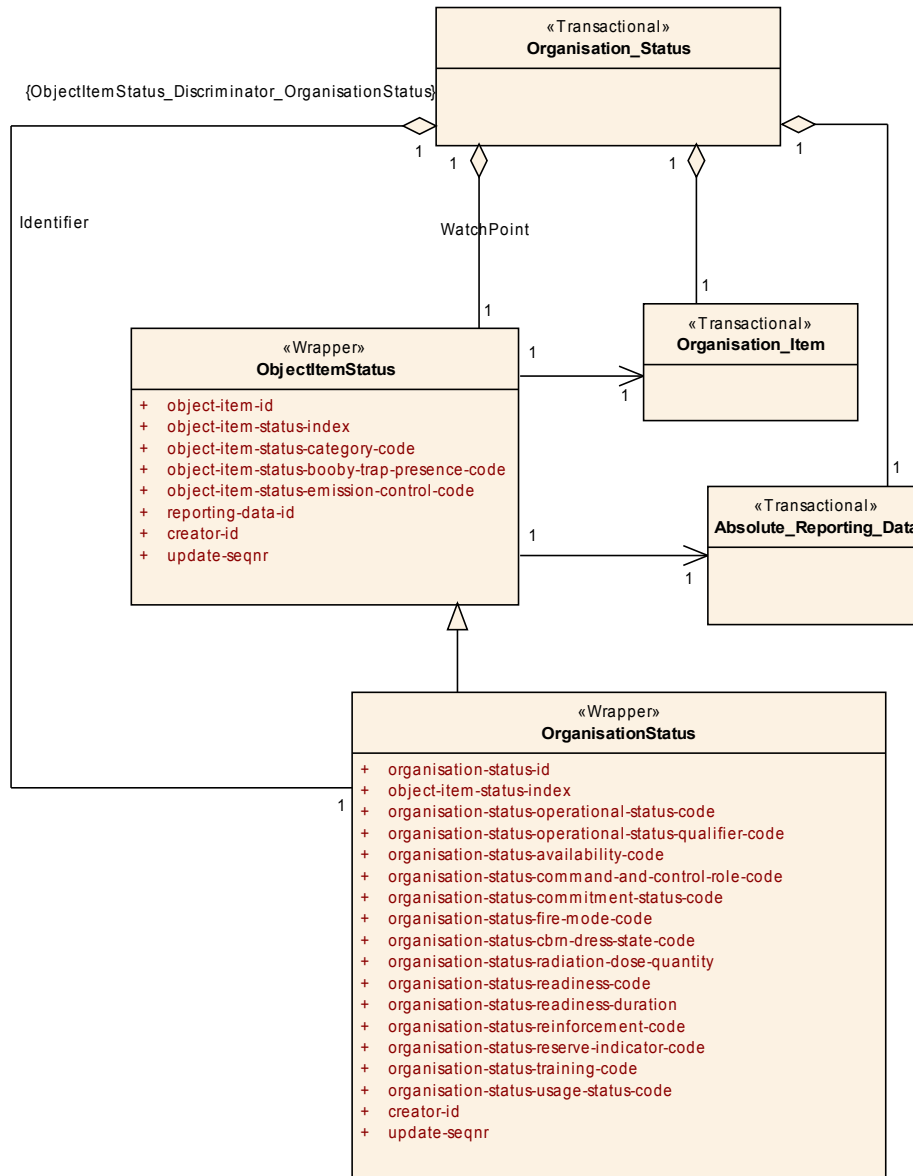 «Transactional»
Organisation_Status
{ObjectItemStatus_Discriminator_OrganisationStatus}
1
1
1
1
Identifier
WatchPoint
1
1
«Transactional»
Organisation_Item
«Wrapper»
ObjectItemStatus
1
1
+ object-item-id
+ object-item-status-index
+ object-item-status-category-code
+ object-item-status-booby-trap-presence-code
+ object-item-status-emission-control-code
+ reporting-data-id
+ creator-id
+ update-seqnr
1
«Transactional»
Absolute_Reporting_Data
1
1
«Wrapper»
OrganisationStatus
1
+ organisation-status-id
+ object-item-status-index
+ organisation-status-operational-status-code
+ organisation-status-operational-status-qualifier-code
+ organisation-status-availability-code
+ organisation-status-command-and-control-role-code
+ organisation-status-commitment-status-code
+ organisation-status-fire-mode-code
+ organisation-status-cbrn-dress-state-code
+ organisation-status-radiation-dose-quantity
+ organisation-status-readiness-code
+ organisation-status-readiness-duration
+ organisation-status-reinforcement-code
+ organisation-status-reserve-indicator-code
+ organisation-status-training-code
+ organisation-status-usage-status-code
+ creator-id
+ update-seqnr